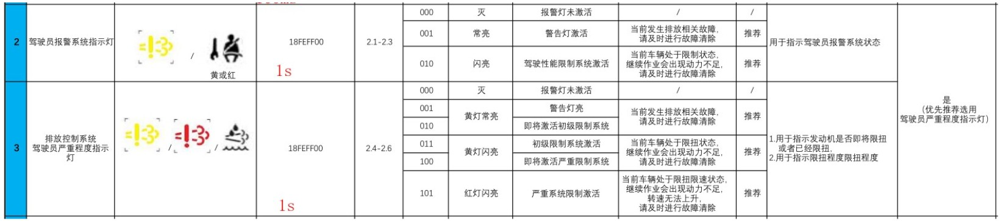 000
灭
报警灯未激活
/
/
2
驾驶员报警系统指示灯
/
黄或红
18FEFF00
1s
2.1-2.3
001
常亮
警告灯激活
当前发生排放相关故障，
请及时进行故障清除
推荐
用于指示驾驶员报警系统状态
010
闪亮
驾驶性能限制系统激活
当前车辆处于限制状态，
继续作业会出现动力不足，
请及时进行故障清除
推荐
3
排放控制系统
驾驶员严重程度指示
灯
/
/
18FEFF00
1s
2.4-2.6
000
灭
报警灯未激活
/
/
001
黄灯常亮
警告灯亮
当前发生排放相关故障，
请及时进行故障清除
推荐
010
即将激活初级限制系统
011
黄灯闪亮
初级限制系统激活
当前车辆处于限扭状态，
继续作业会出现动力不足，
请及时进行故障清除
推荐
100
即将激活严重限制系统
101
红灯闪亮
严重系统限制激活
当前车辆处于限扭限速状态，
继续作业会出现动力不足，
转速无法上升，
请及时进行故障清除
推荐
1.用于指示发动机是否即将限扭
或者已经限扭，
2.用于指示限扭程度限扭程度
是
（优先推荐选用
驾驶员严重程度指示灯）